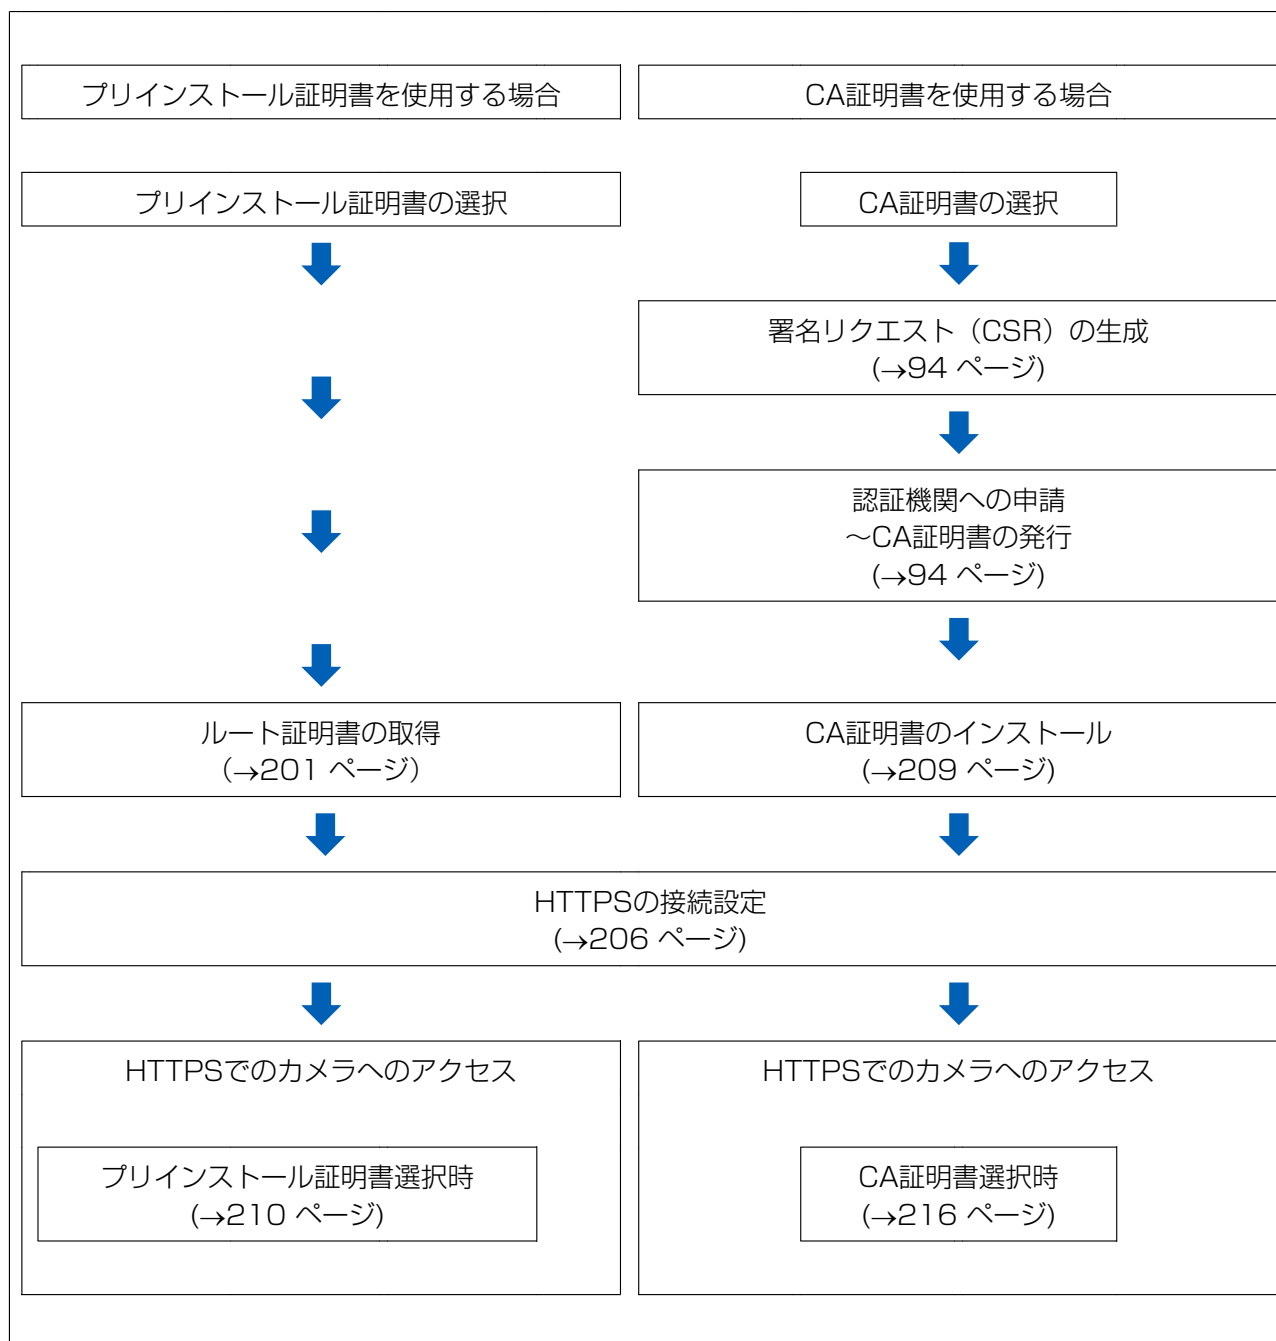 プリインストール証明書を使用する場合
CA証明書を使用する場合
プリインストール証明書の選択
CA証明書の選択
署名リクエスト（CSR）の生成
(→94 ページ)
認証機関への申請
～CA証明書の発行
(→94 ページ)
ルート証明書の取得
（→201 ページ）
CA証明書のインストール
(→209 ページ)
HTTPSの接続設定
(→206 ページ)
HTTPSでのカメラへのアクセス
プリインストール証明書選択時
(→210 ページ)
HTTPSでのカメラへのアクセス
CA証明書選択時
(→216 ページ)